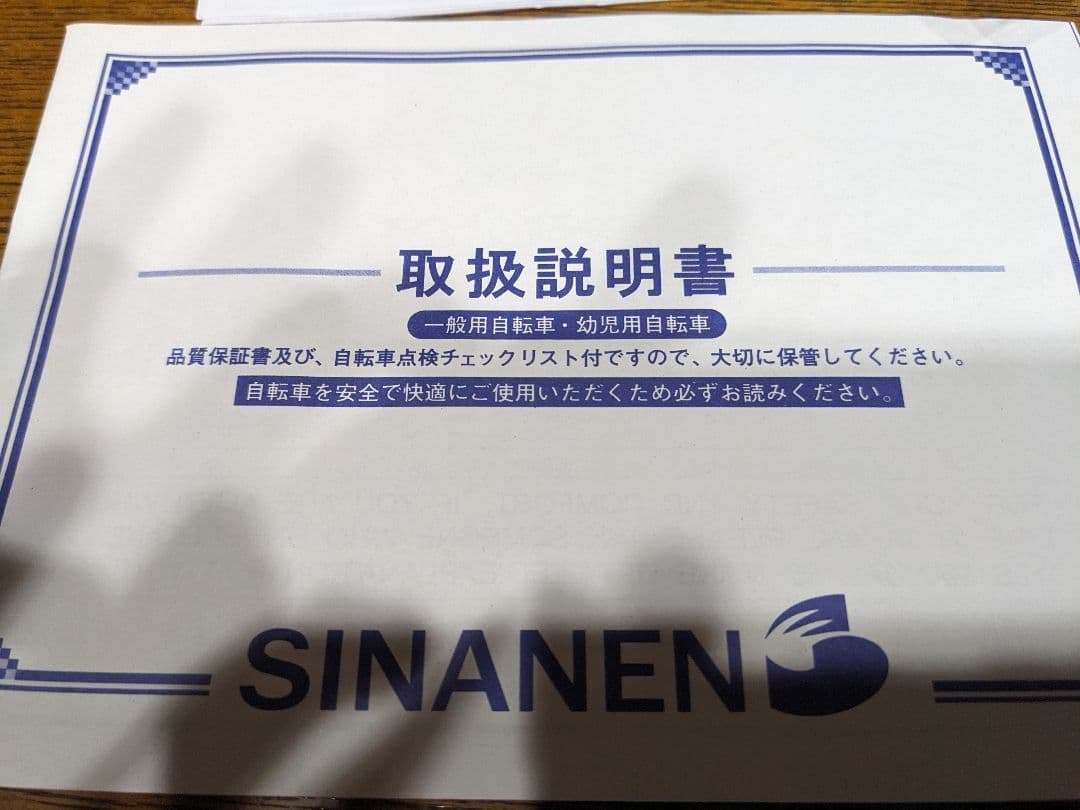 取扱説明書
一般用自転車・幼児用自転車
品質保証書及び、自転車点検チェックリスト付ですので、大切に保管してください。
自転車を安全で快適にご使用いただくため必ずお読みください。
SINANEN